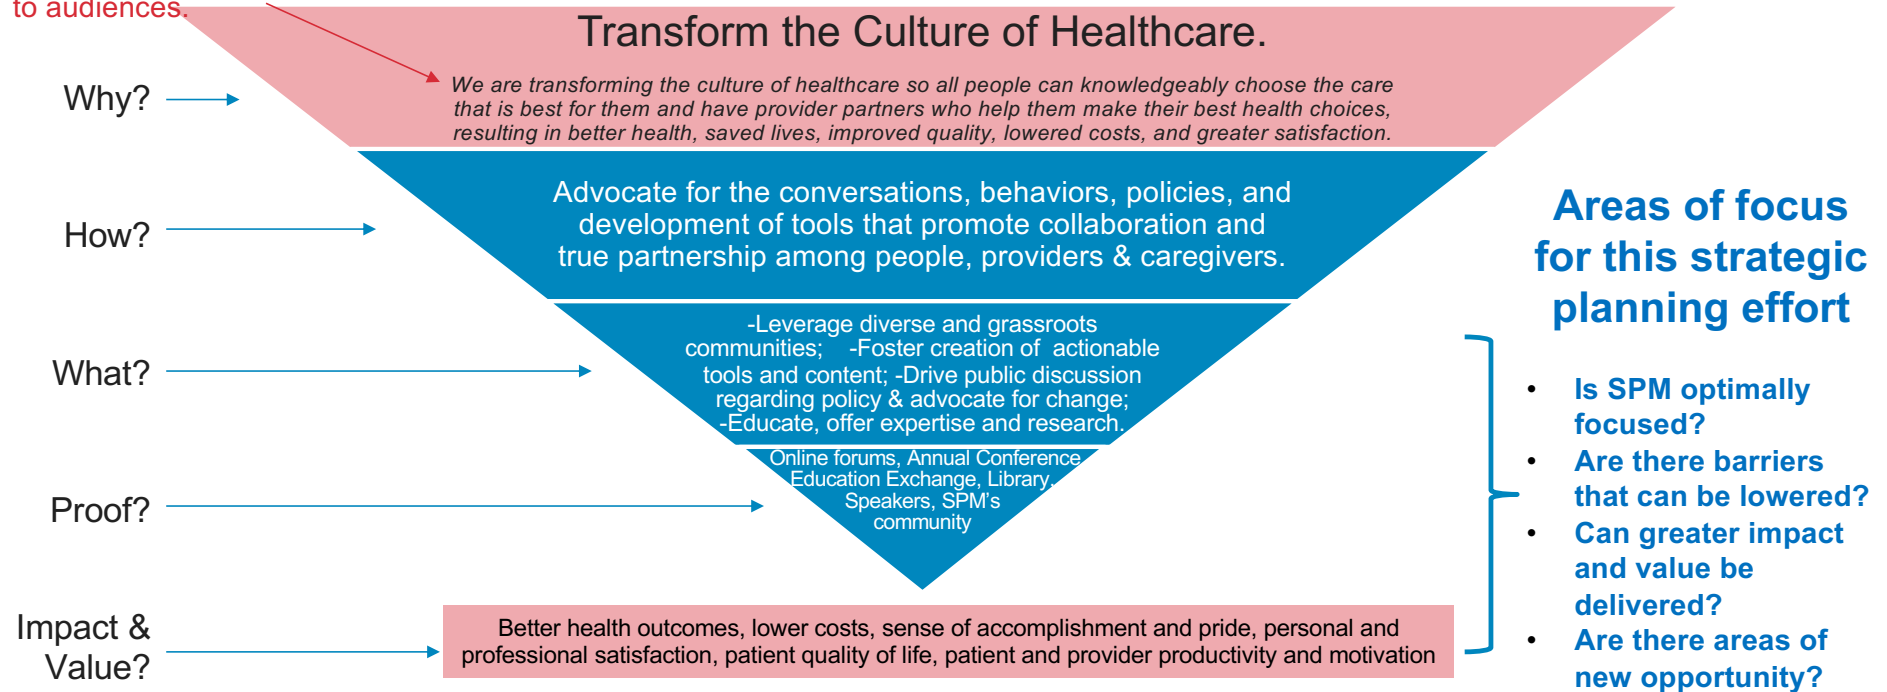 to audiences.
Transform the Culture of Healthcare.
Why?
We are transforming the culture of healthcare so all people can knowledgeably choose the care
that is best for them and have provider partners who help them make their best health choices,
resulting in better health, saved lives, improved quality, lowered costs, and greater satisfaction.
How?
Advocate for the conversations, behaviors, policies, and
development of tools that promote collaboration and
true partnership among people, providers & caregivers.
What?
-Leverage diverse and grassroots
communities; -Foster creation of actionable
tools and content; -Drive public discussion
regarding policy & advocate for change;
-Educate, offer expertise and research.
Proof?
Online forums, Annual Conference
Education Exchange, Library,
Speakers, SPM's
community
Impact &
Value?
Better health outcomes, lower costs, sense of accomplishment and pride, personal and
professional satisfaction, patient quality of life, patient and provider productivity and motivation
Areas of focus
for this strategic
planning effort
• Is SPM optimally
focused?
• Are there barriers
that can be lowered?
• Can greater impact
and value be
delivered?
• Are there areas of
new opportunity?